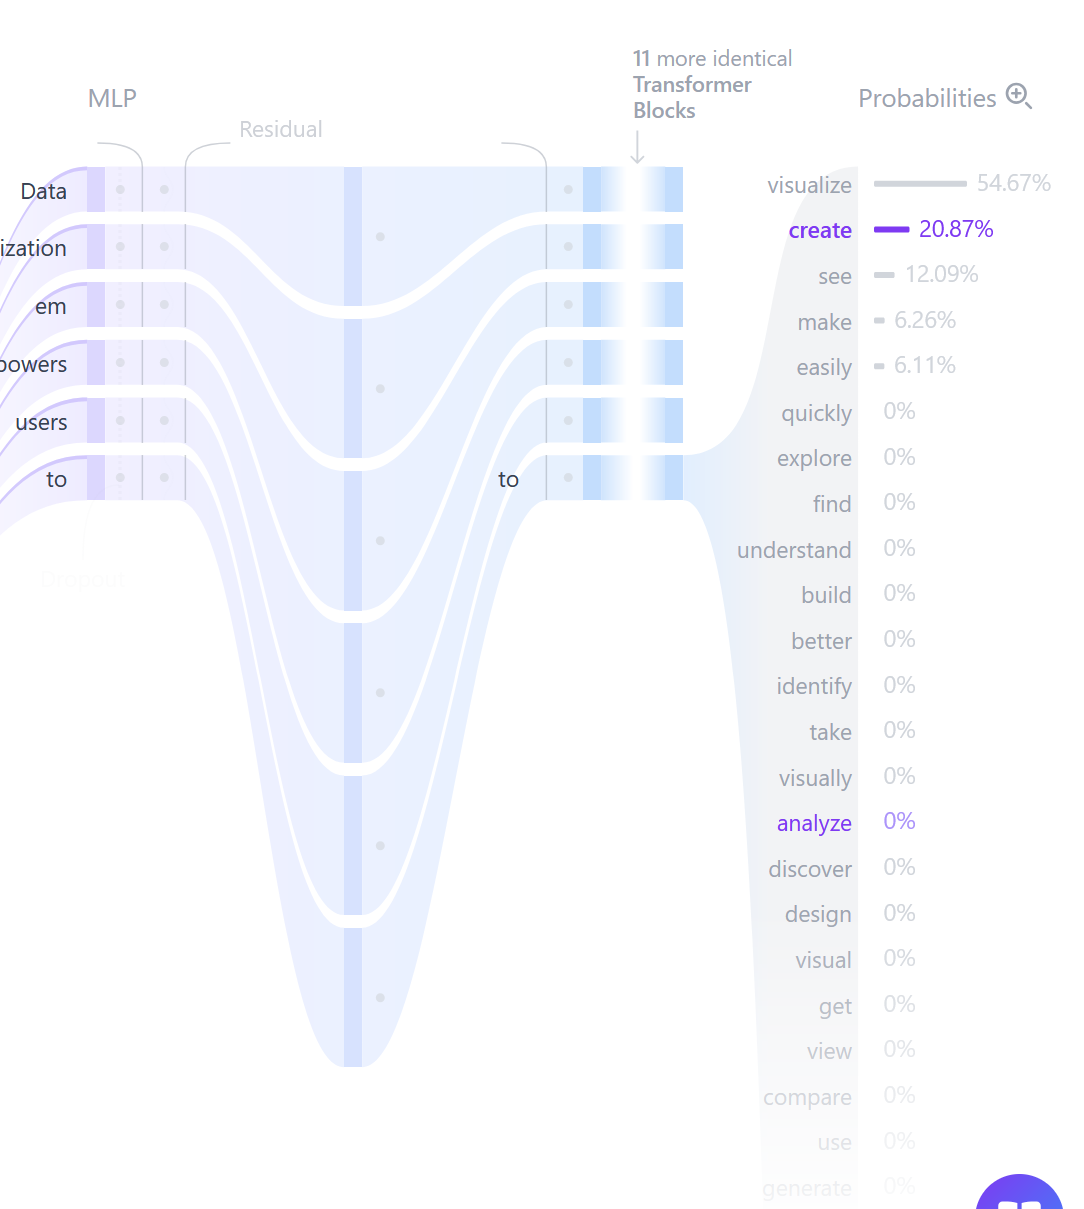 11 more identical
Transformer
Blocks
MLP
Residual
Probabilities
Data
ization
em
powers
users
to
Dropout
to
visualize 54.67%
create 20.87%
see 12.09%
make 6.26%
easily 6.11%
quickly 0%
explore 0%
find 0%
understand 0%
build 0%
better 0%
identify 0%
take 0%
visually 0%
analyze 0%
discover 0%
design 0%
visual 0%
get 0%
view 0%
compare 0%
use 0%
generate 0%